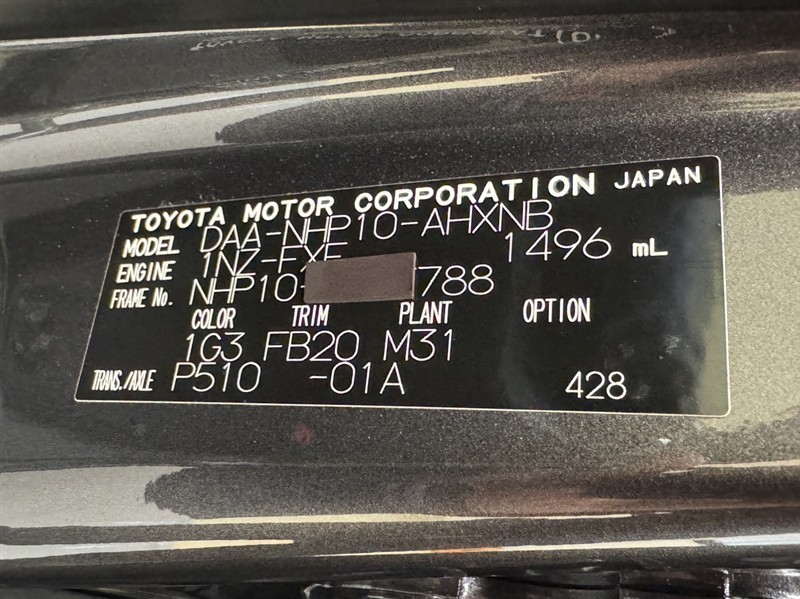 TOYOTA MOTOR CORPORATION JAPAN
MODEL DAA-NHP10-AHXNB
ENGINE 1NZ-FXE 1496 mL
FRAME No. NHP10- 788
COLOR TRIM PLANT OPTION
1G3 FB20 M31
TRANS./AXLE P510 -01A 428